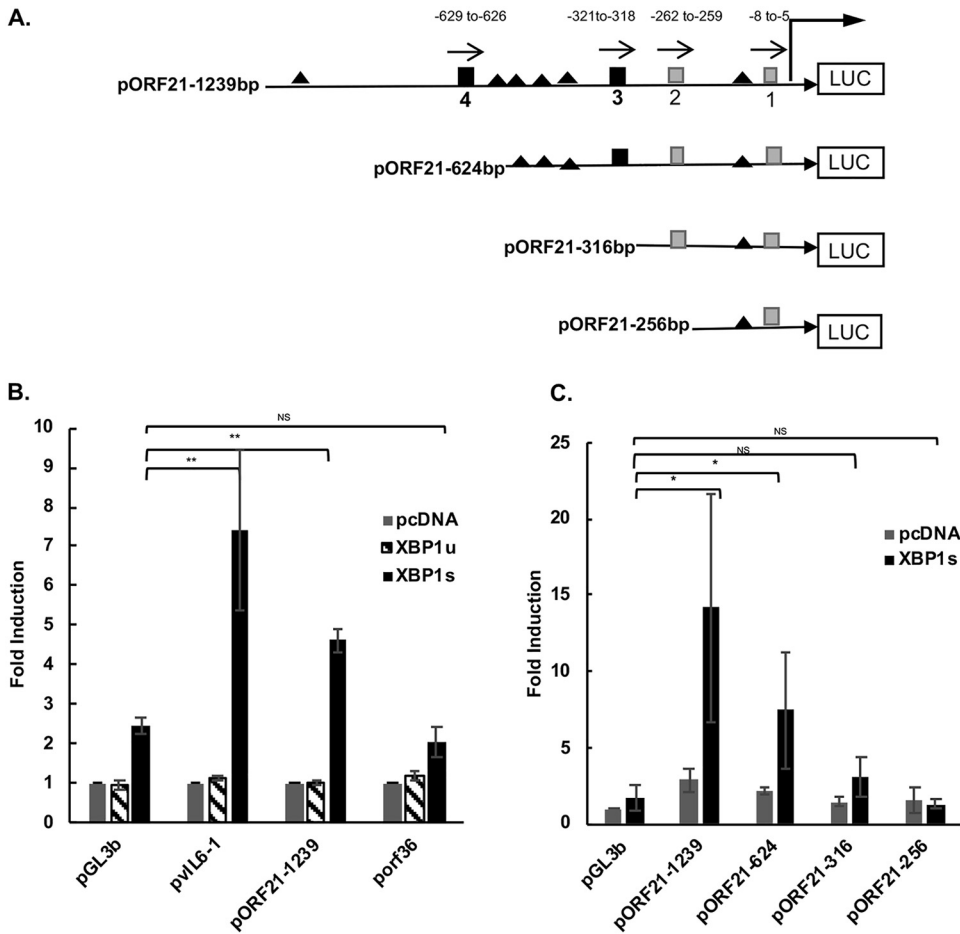 A.
-629 to-626 -321to-318 -262 to-259 -8 to-5
pORF21-1239bp LUC
4 3 2 1
pORF21-624bp LUC
pORF21-316bp LUC
pORF21-256bp LUC
B.
NS
**
**
10
9
8
7
6
5
4
3
2
1
0
Fold Induction
pcDNA
XBP1u
XBP1s
pGL3b pvIL6-1 pORF21-1239 porf36
C.
NS
NS
*
*
25
20
15
10
5
0
Fold Induction
pcDNA
XBP1s
pGL3b pORF21-1239 pORF21-624 pORF21-316 pORF21-256